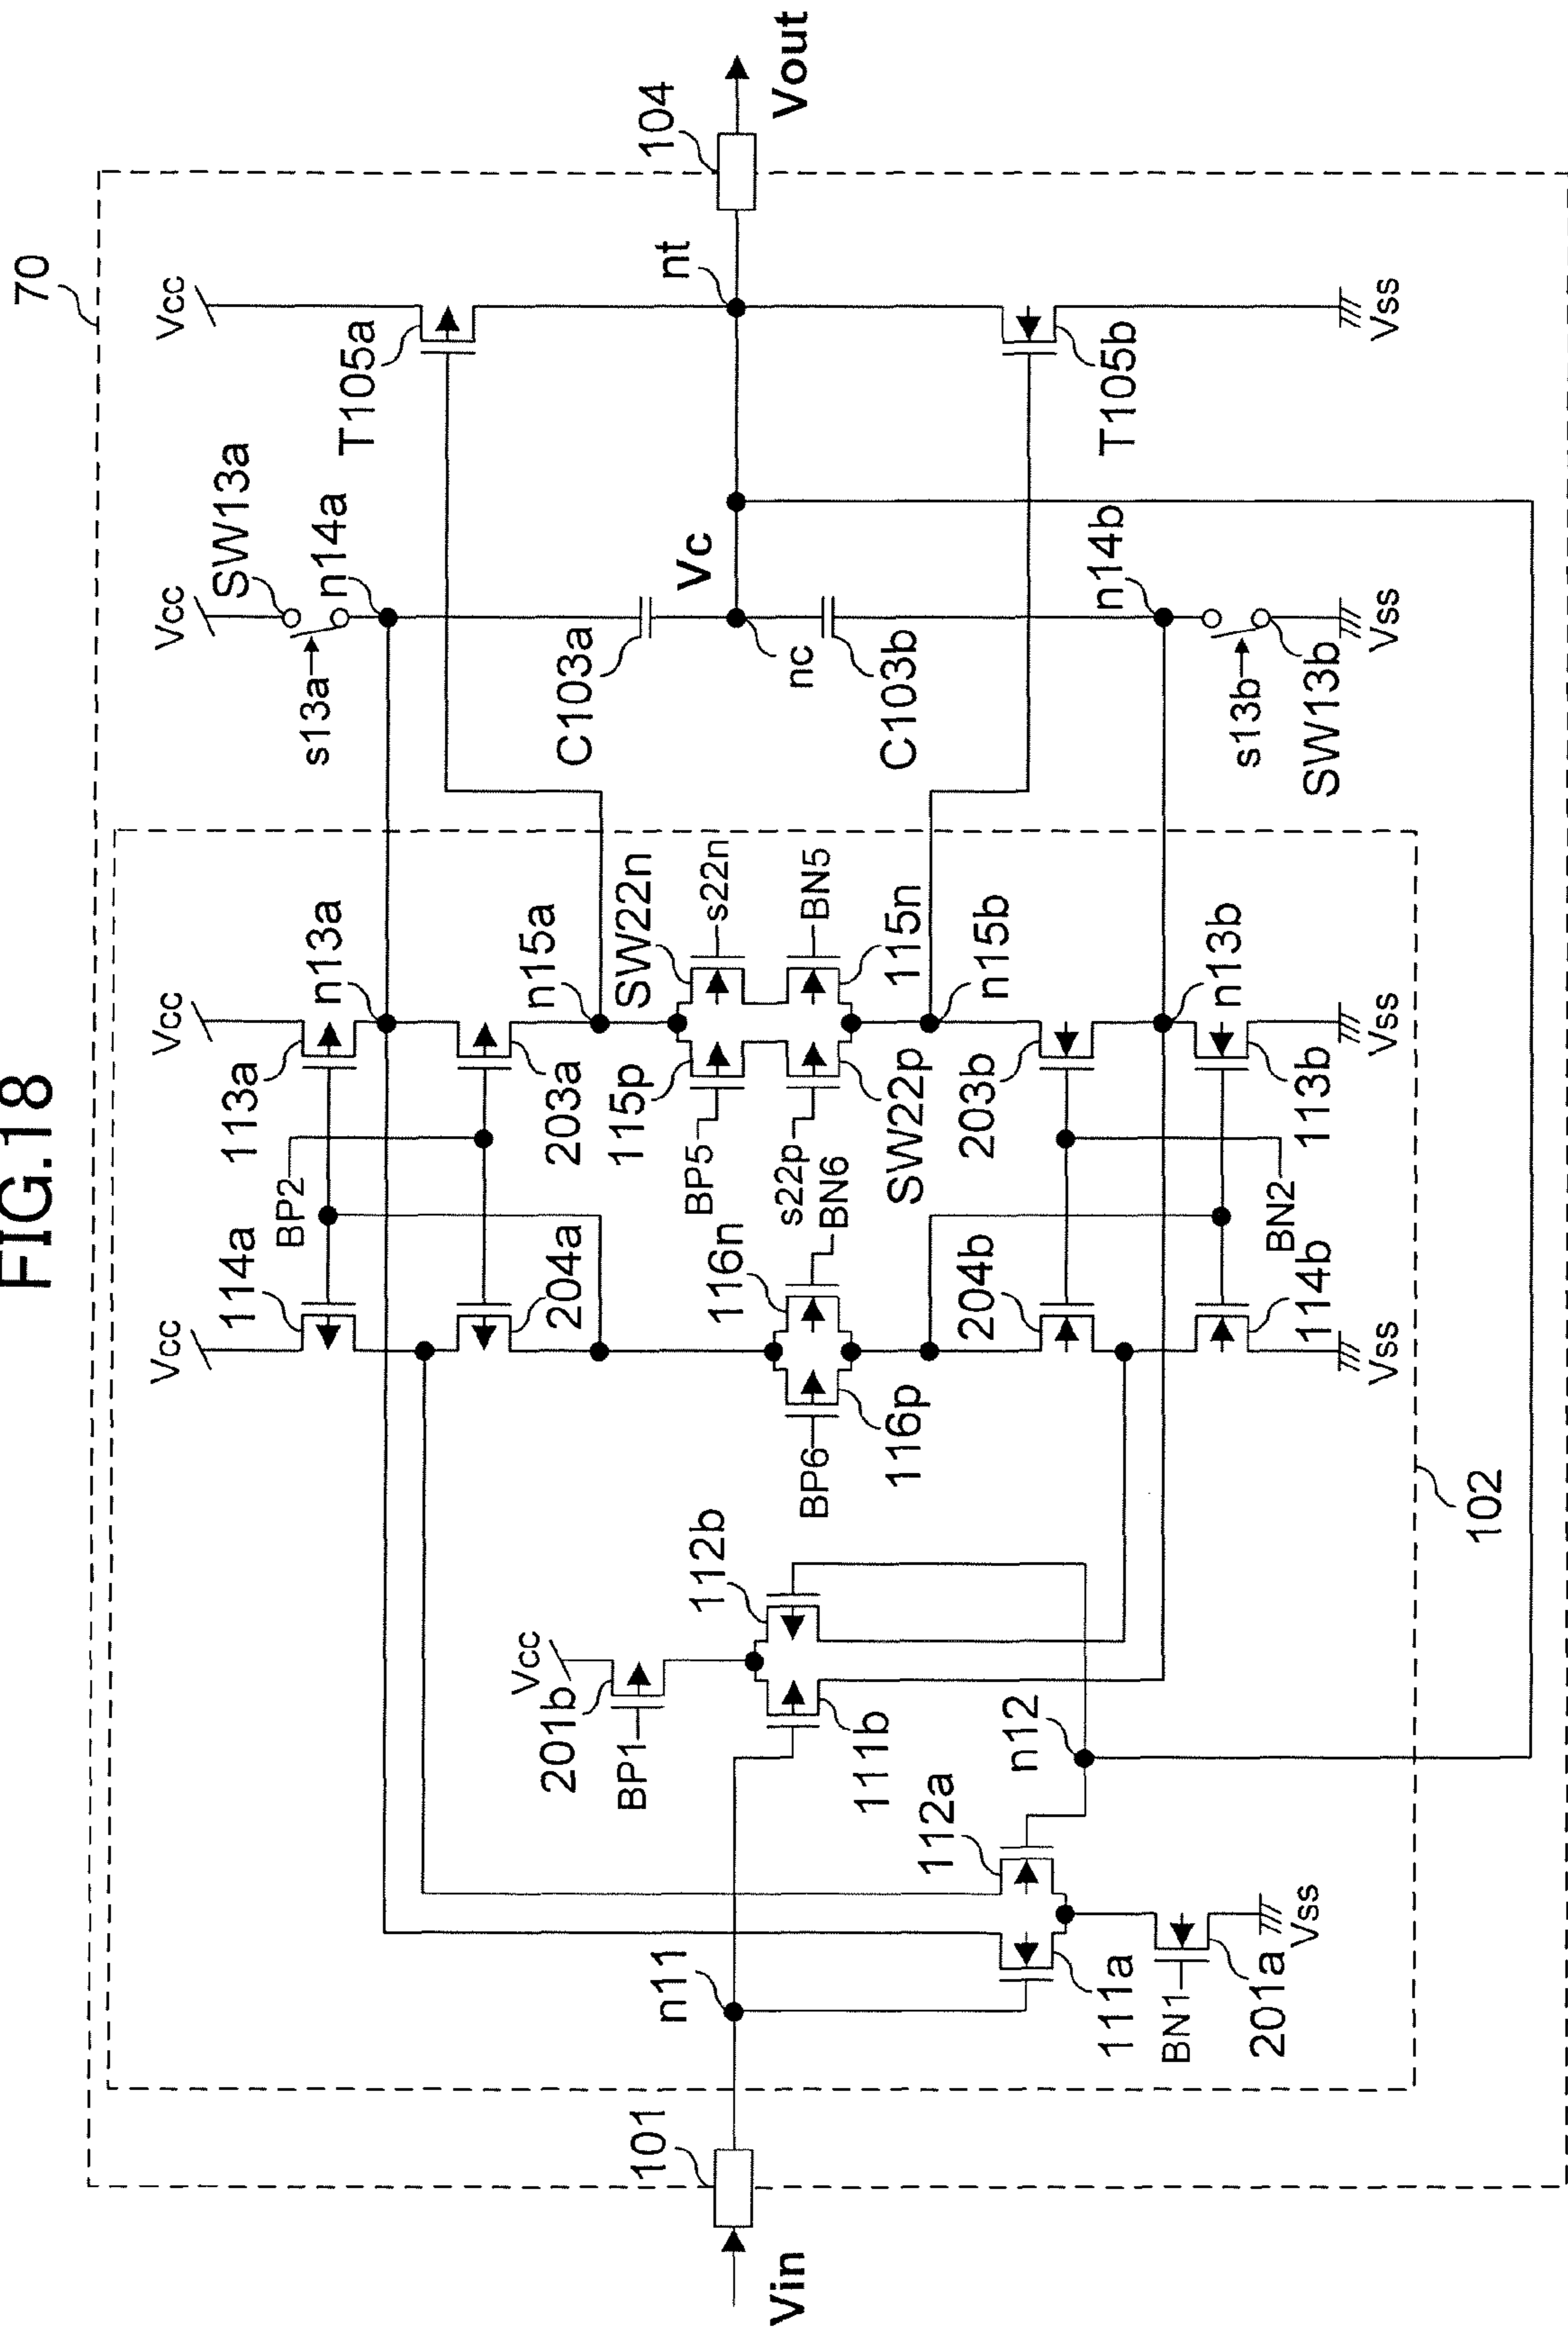 FIG.18
70
Vcc
Vcc
Vcc
Vcc
SW13a
114a
113a
n13a
n14a
s13a
T105a
BP2
204a
203a
n15a
nt
104
Vout
Vcc
201b
BP1
112b
111b
116n
BP6
BN6
116p
115p
SW22n
s22n
BP5
BN5
s22p
SW22p
115n
C103a
Vc
nc
C103b
Vin
101
n11
n12
112a
111a
BN1
201a
Vss
204b
203b
n15b
T105b
n14b
n13b
BN2
114b
113b
s13b
SW13b
Vss
Vss
Vss
Vss
102